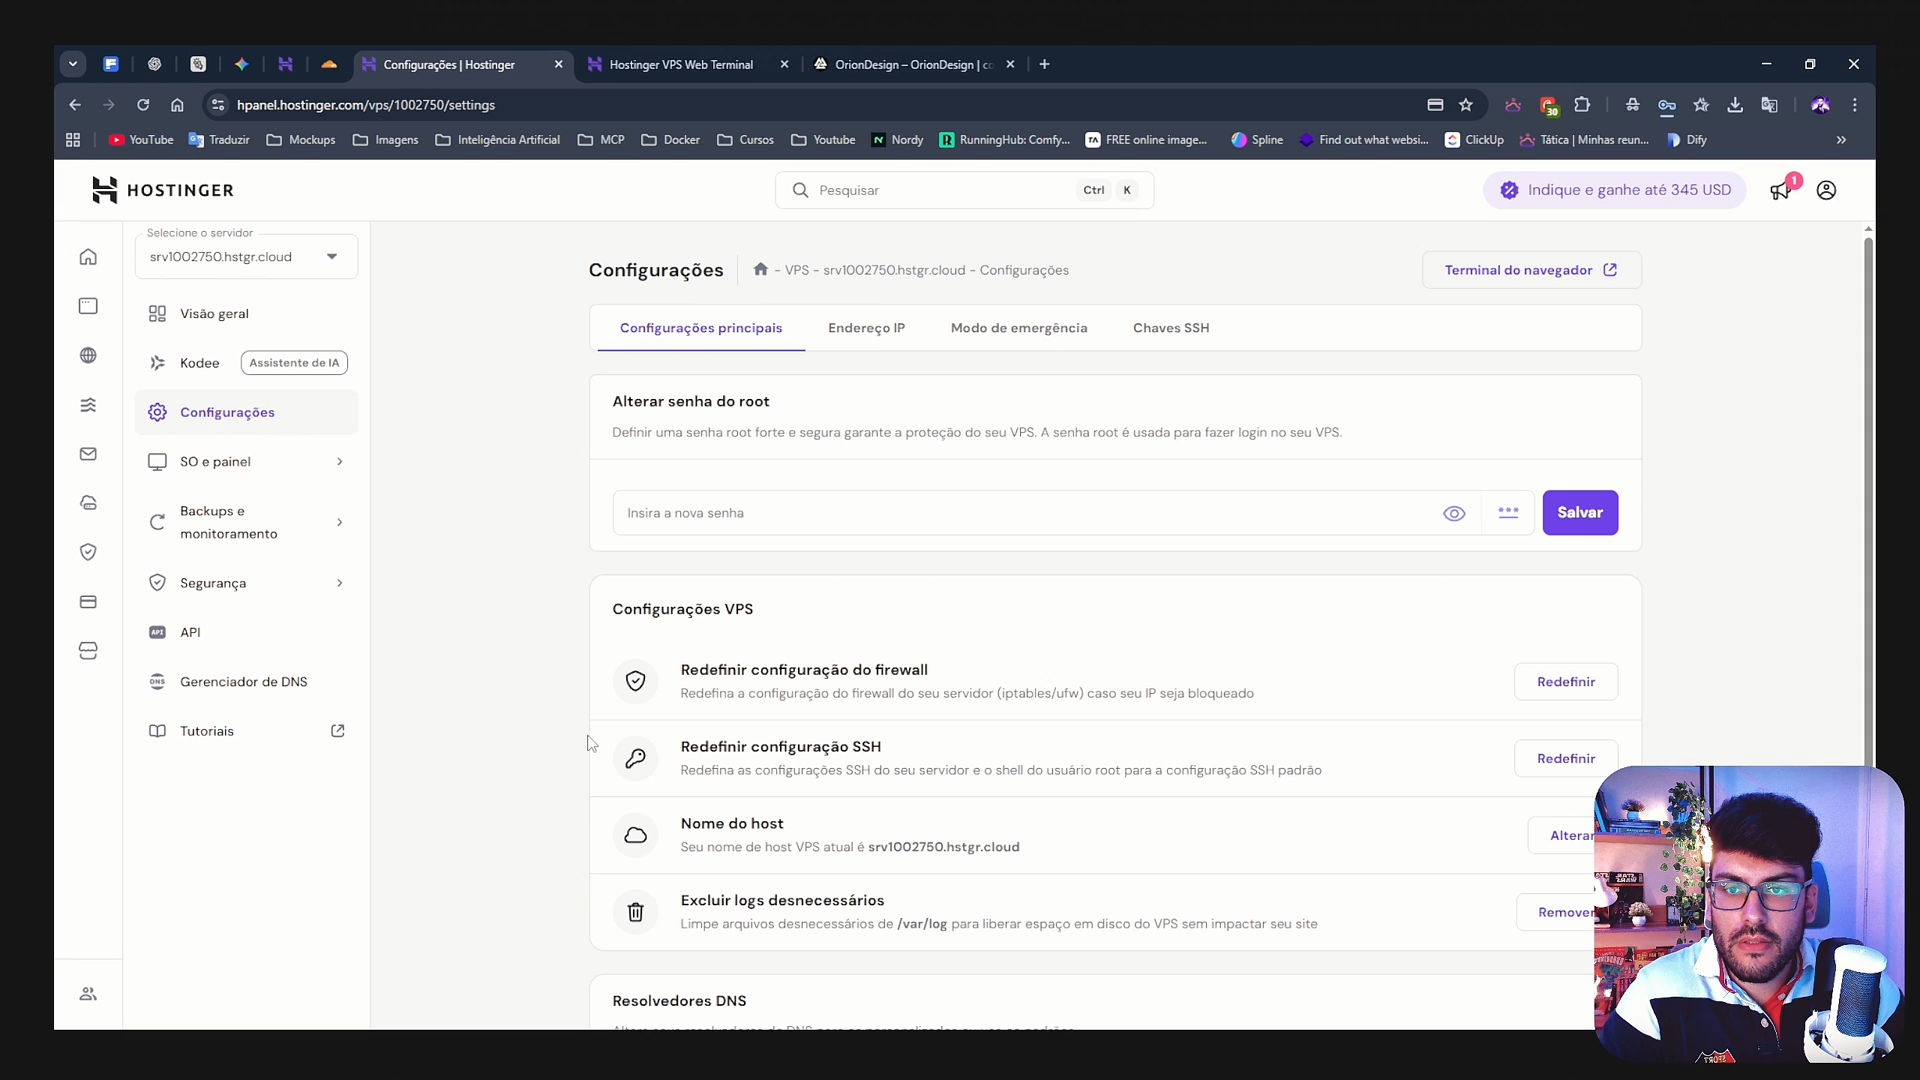 Configurações | Hostinger
Hostinger VPS Web Terminal
OrionDesign – OrionDesign | co
hpanel.hostinger.com/vps/1002750/settings
30
YouTube
Traduzir
Mockups
Imagens
Inteligência Artificial
MCP
Docker
Cursos
Youtube
Nordy
RunningHub: Comfy...
FREE online image...
Spline
Find out what websi...
ClickUp
Tática | Minhas reun...
Dify
HOSTINGER
Pesquisar
Ctrl K
Indique e ganhe até 345 USD
1
Selecione o servidor
srv1002750.hstgr.cloud
Visão geral
Kodee
Assistente de IA
Configurações
SO e painel
Backups e
monitoramento
Segurança
API
API
DNS
Gerenciador de DNS
Tutoriais
Configurações
- VPS - srv1002750.hstgr.cloud - Configurações
Terminal do navegador
Configurações principais
Endereço IP
Modo de emergência
Chaves SSH
Alterar senha do root
Definir uma senha root forte e segura garante a proteção do seu VPS. A senha root é usada para fazer login no seu VPS.
Insira a nova senha
Salvar
Configurações VPS
Redefinir configuração do firewall
Redefina a configuração do firewall do seu servidor (iptables/ufw) caso seu IP seja bloqueado
Redefinir
Redefinir configuração SSH
Redefina as configurações SSH do seu servidor e o shell do usuário root para a configuração SSH padrão
Redefinir
Nome do host
Seu nome de host VPS atual é srv1002750.hstgr.cloud
Alterar
Excluir logs desnecessários
Limpe arquivos desnecessários de /var/log para liberar espaço em disco do VPS sem impactar seu site
Remover
Resolvedores DNS